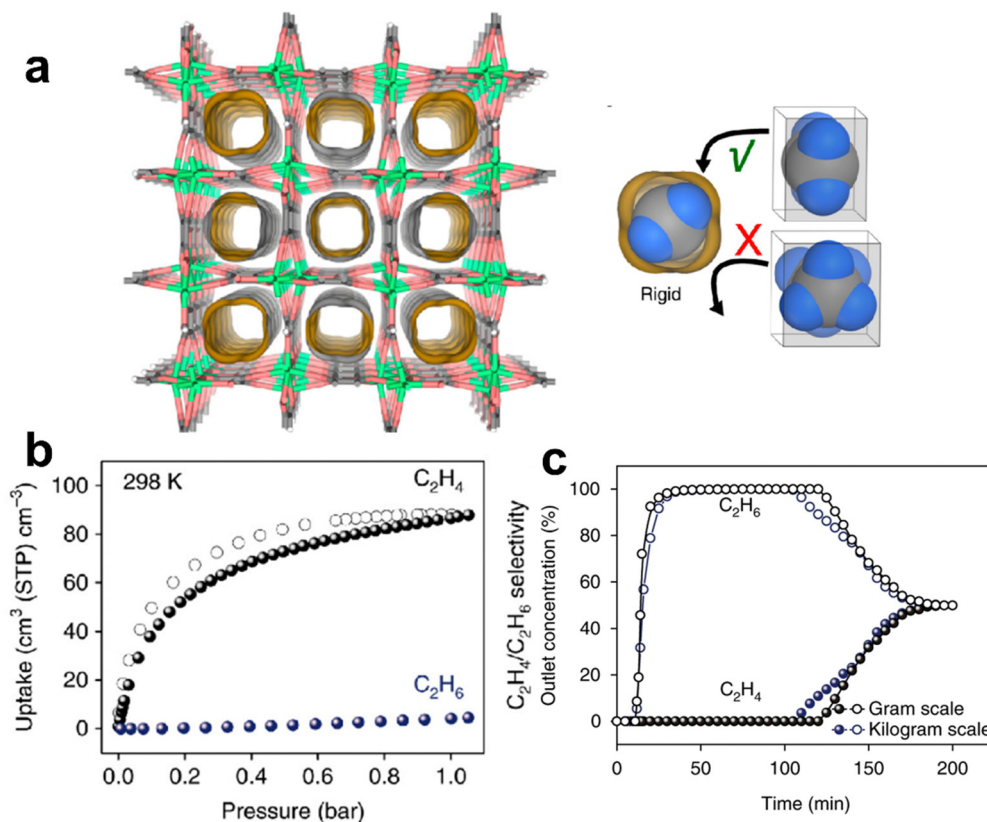 a
√
X
Rigid
b
298 K
C₂H₄
C₂H₆
100
80
60
40
20
0
0.0 0.2 0.4 0.6 0.8 1.0
Uptake (cm³ (STP) cm⁻³)
Pressure (bar)
c
C₂H₄/C₂H₆ selectivity
Outlet concentration (%)
100
80
60
40
20
0
C₂H₆
C₂H₄
Gram scale
Kilogram scale
0 50 100 150 200
Time (min)